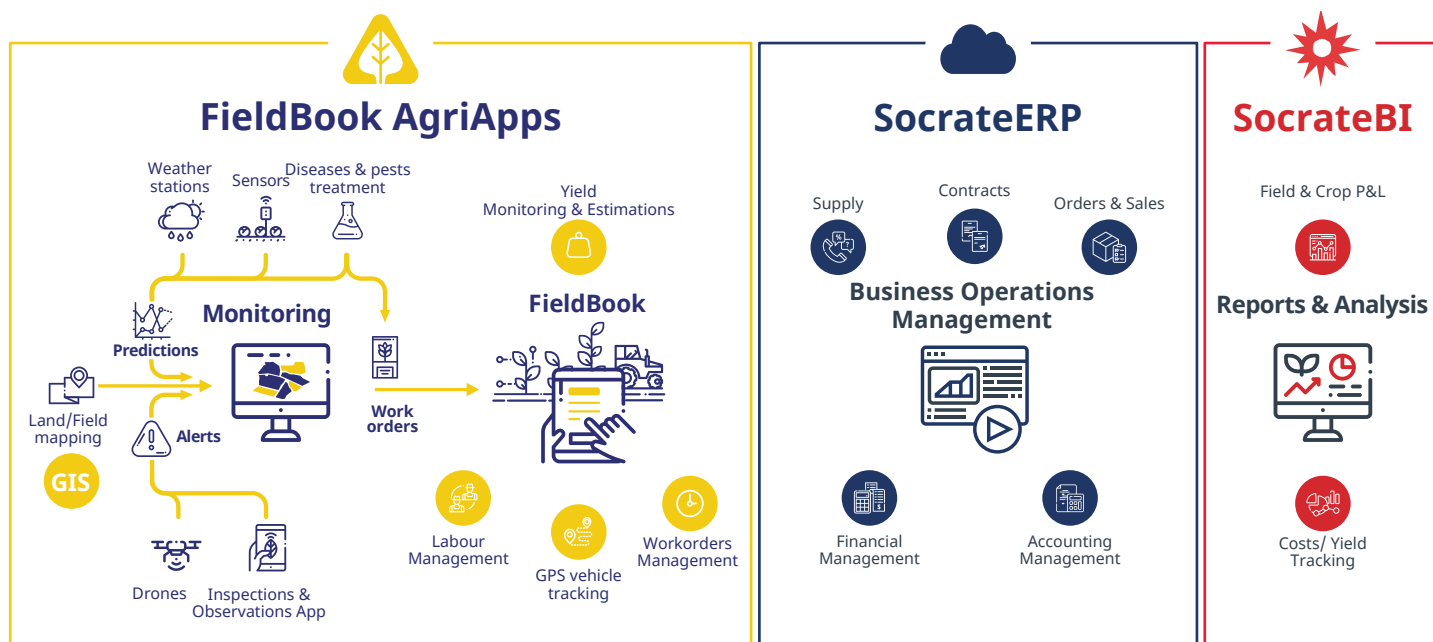 FieldBook AgriApps
Weather
stations
Sensors
Diseases & pests
treatment
Yield
Monitoring & Estimations
Predictions
Monitoring
FieldBook
Land/Field
mapping
GIS
Alerts
Work
orders
Drones
Inspections &
Observations App
Labour
Management
GPS vehicle
tracking
Workorders
Management
SocrateERP
Supply
Contracts
Orders & Sales
%
?
Business Operations
Management
$
Financial
Management
Accounting
Management
SocrateBI
Field & Crop P&L
Reports & Analysis
Costs/ Yield
Tracking